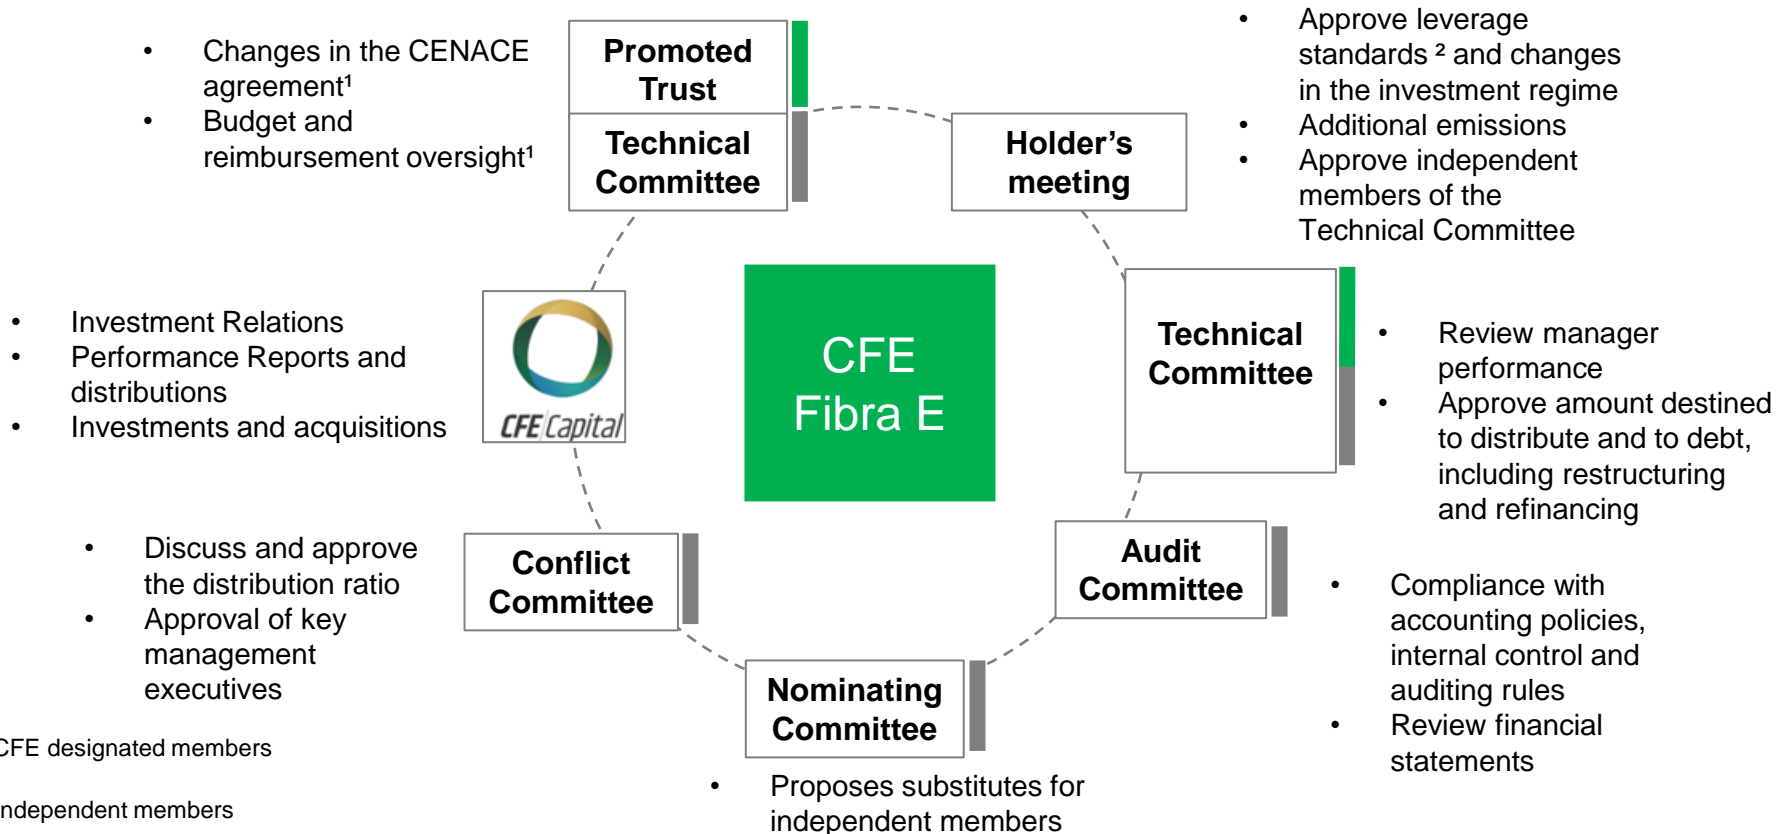 • Changes in the CENACE
agreement¹
• Budget and
reimbursement oversight¹
Promoted
Trust
Technical
Committee
Holder’s
meeting
• Approve leverage
standards ² and changes
in the investment regime
• Additional emissions
• Approve independent
members of the
Technical Committee
• Investment Relations
• Performance Reports and
distributions
• Investments and acquisitions
CFE Capital
CFE
Fibra E
Technical
Committee
• Review manager
performance
• Approve amount destined
to distribute and to debt,
including restructuring
and refinancing
• Discuss and approve
the distribution ratio
• Approval of key
management
executives
Conflict
Committee
Audit
Committee
• Compliance with
accounting policies,
internal control and
auditing rules
• Review financial
statements
Nominating
Committee
• Proposes substitutes for
independent members
CFE designated members
Independent members